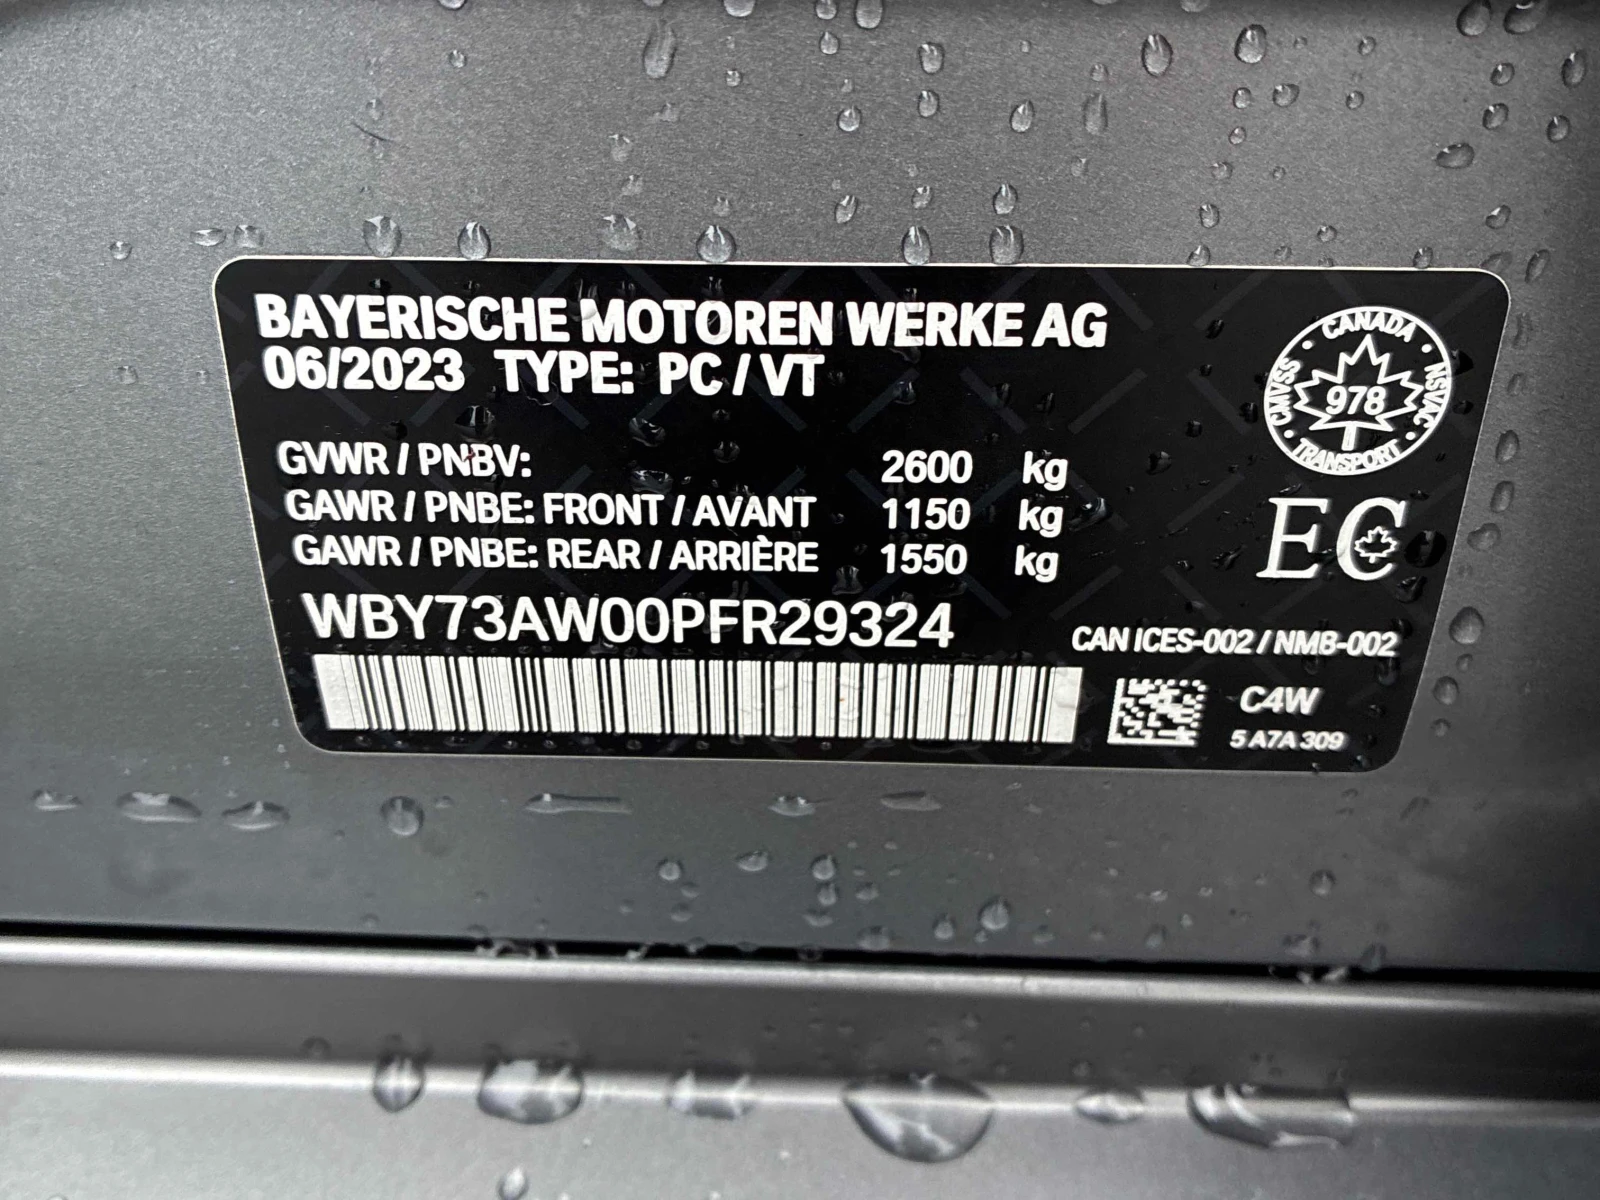 BAYERISCHE MOTOREN WERKE AG
06/2023 TYPE: PC / VT
CANADA
CMVSS · NSVAC
978
TRANSPORT
GVWR / PNBV: 2600 kg
GAWR / PNBE: FRONT / AVANT 1150 kg
GAWR / PNBE: REAR / ARRIÈRE 1550 kg
EC
WBY73AW00PFR29324
CAN ICES-002 / NMB-002
C4W
5 A7A 309